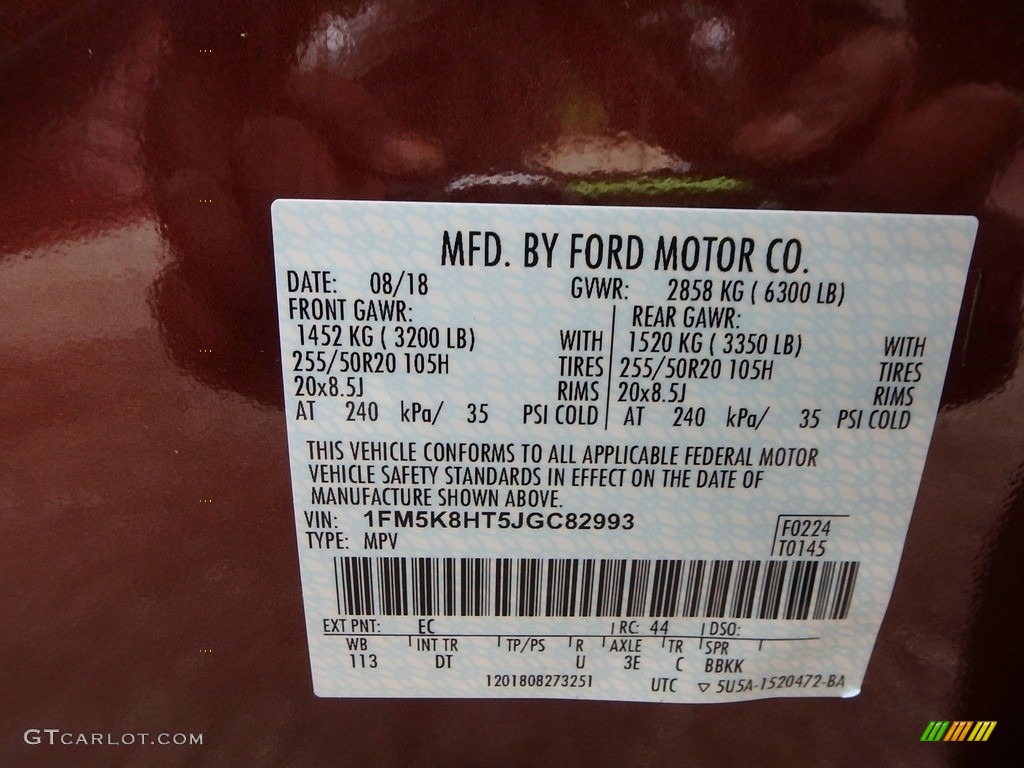 MFD. BY FORD MOTOR CO.
DATE: 08/18 GVWR: 2858 KG ( 6300 LB)
FRONT GAWR: REAR GAWR:
1452 KG ( 3200 LB) WITH 1520 KG ( 3350 LB) WITH
255/50R20 105H TIRES 255/50R20 105H TIRES
20x8.5J RIMS 20x8.5J RIMS
AT 240 kPa/ 35 PSI COLD AT 240 kPa/ 35 PSI COLD
THIS VEHICLE CONFORMS TO ALL APPLICABLE FEDERAL MOTOR
VEHICLE SAFETY STANDARDS IN EFFECT ON THE DATE OF
MANUFACTURE SHOWN ABOVE.
VIN: 1FM5K8HT5JGC82993 F0224
TYPE: MPV T0145
EXT PNT: EC RC: 44 DSO:
WB INT TR TP/PS R AXLE TR SPR
113 DT U 3E C BBKK
1201808273251 UTC ▽ 5U5A-1520472-BA
GTCARLOT.COM